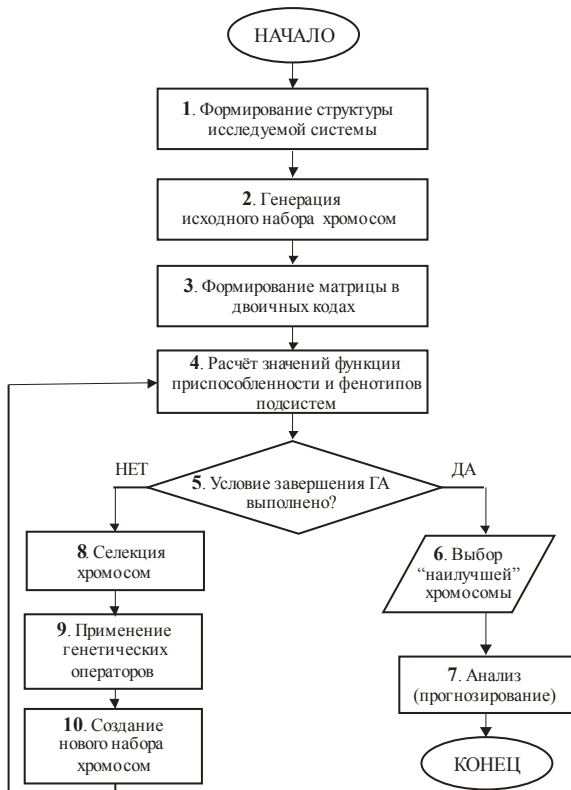 НАЧАЛО
1. Формирование структуры
исследуемой системы
2. Генерация
исходного набора хромосом
3. Формирование матрицы в
двоичных кодах
4. Расчёт значений функции
приспособленности и фенотипов
подсистем
НЕТ
ДА
5. Условие завершения ГА
выполнено?
8. Селекция
хромосом
9. Применение
генетических
операторов
10. Создание
нового набора
хромосом
6. Выбор
“наилучшей”
хромосомы
7. Анализ
(прогнозирование)
КОНЕЦ